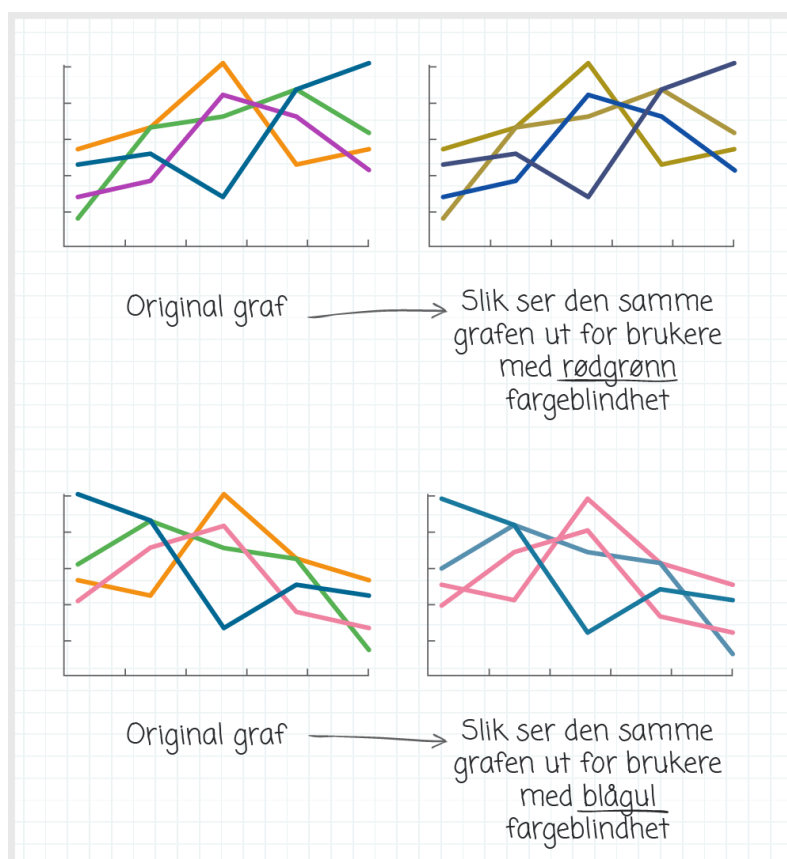 Original graf
Slik ser den samme
grafen ut for brukere
med rødgrønn
fargeblindhet
Original graf
Slik ser den samme
grafen ut for brukere
med blågul
fargeblindhet